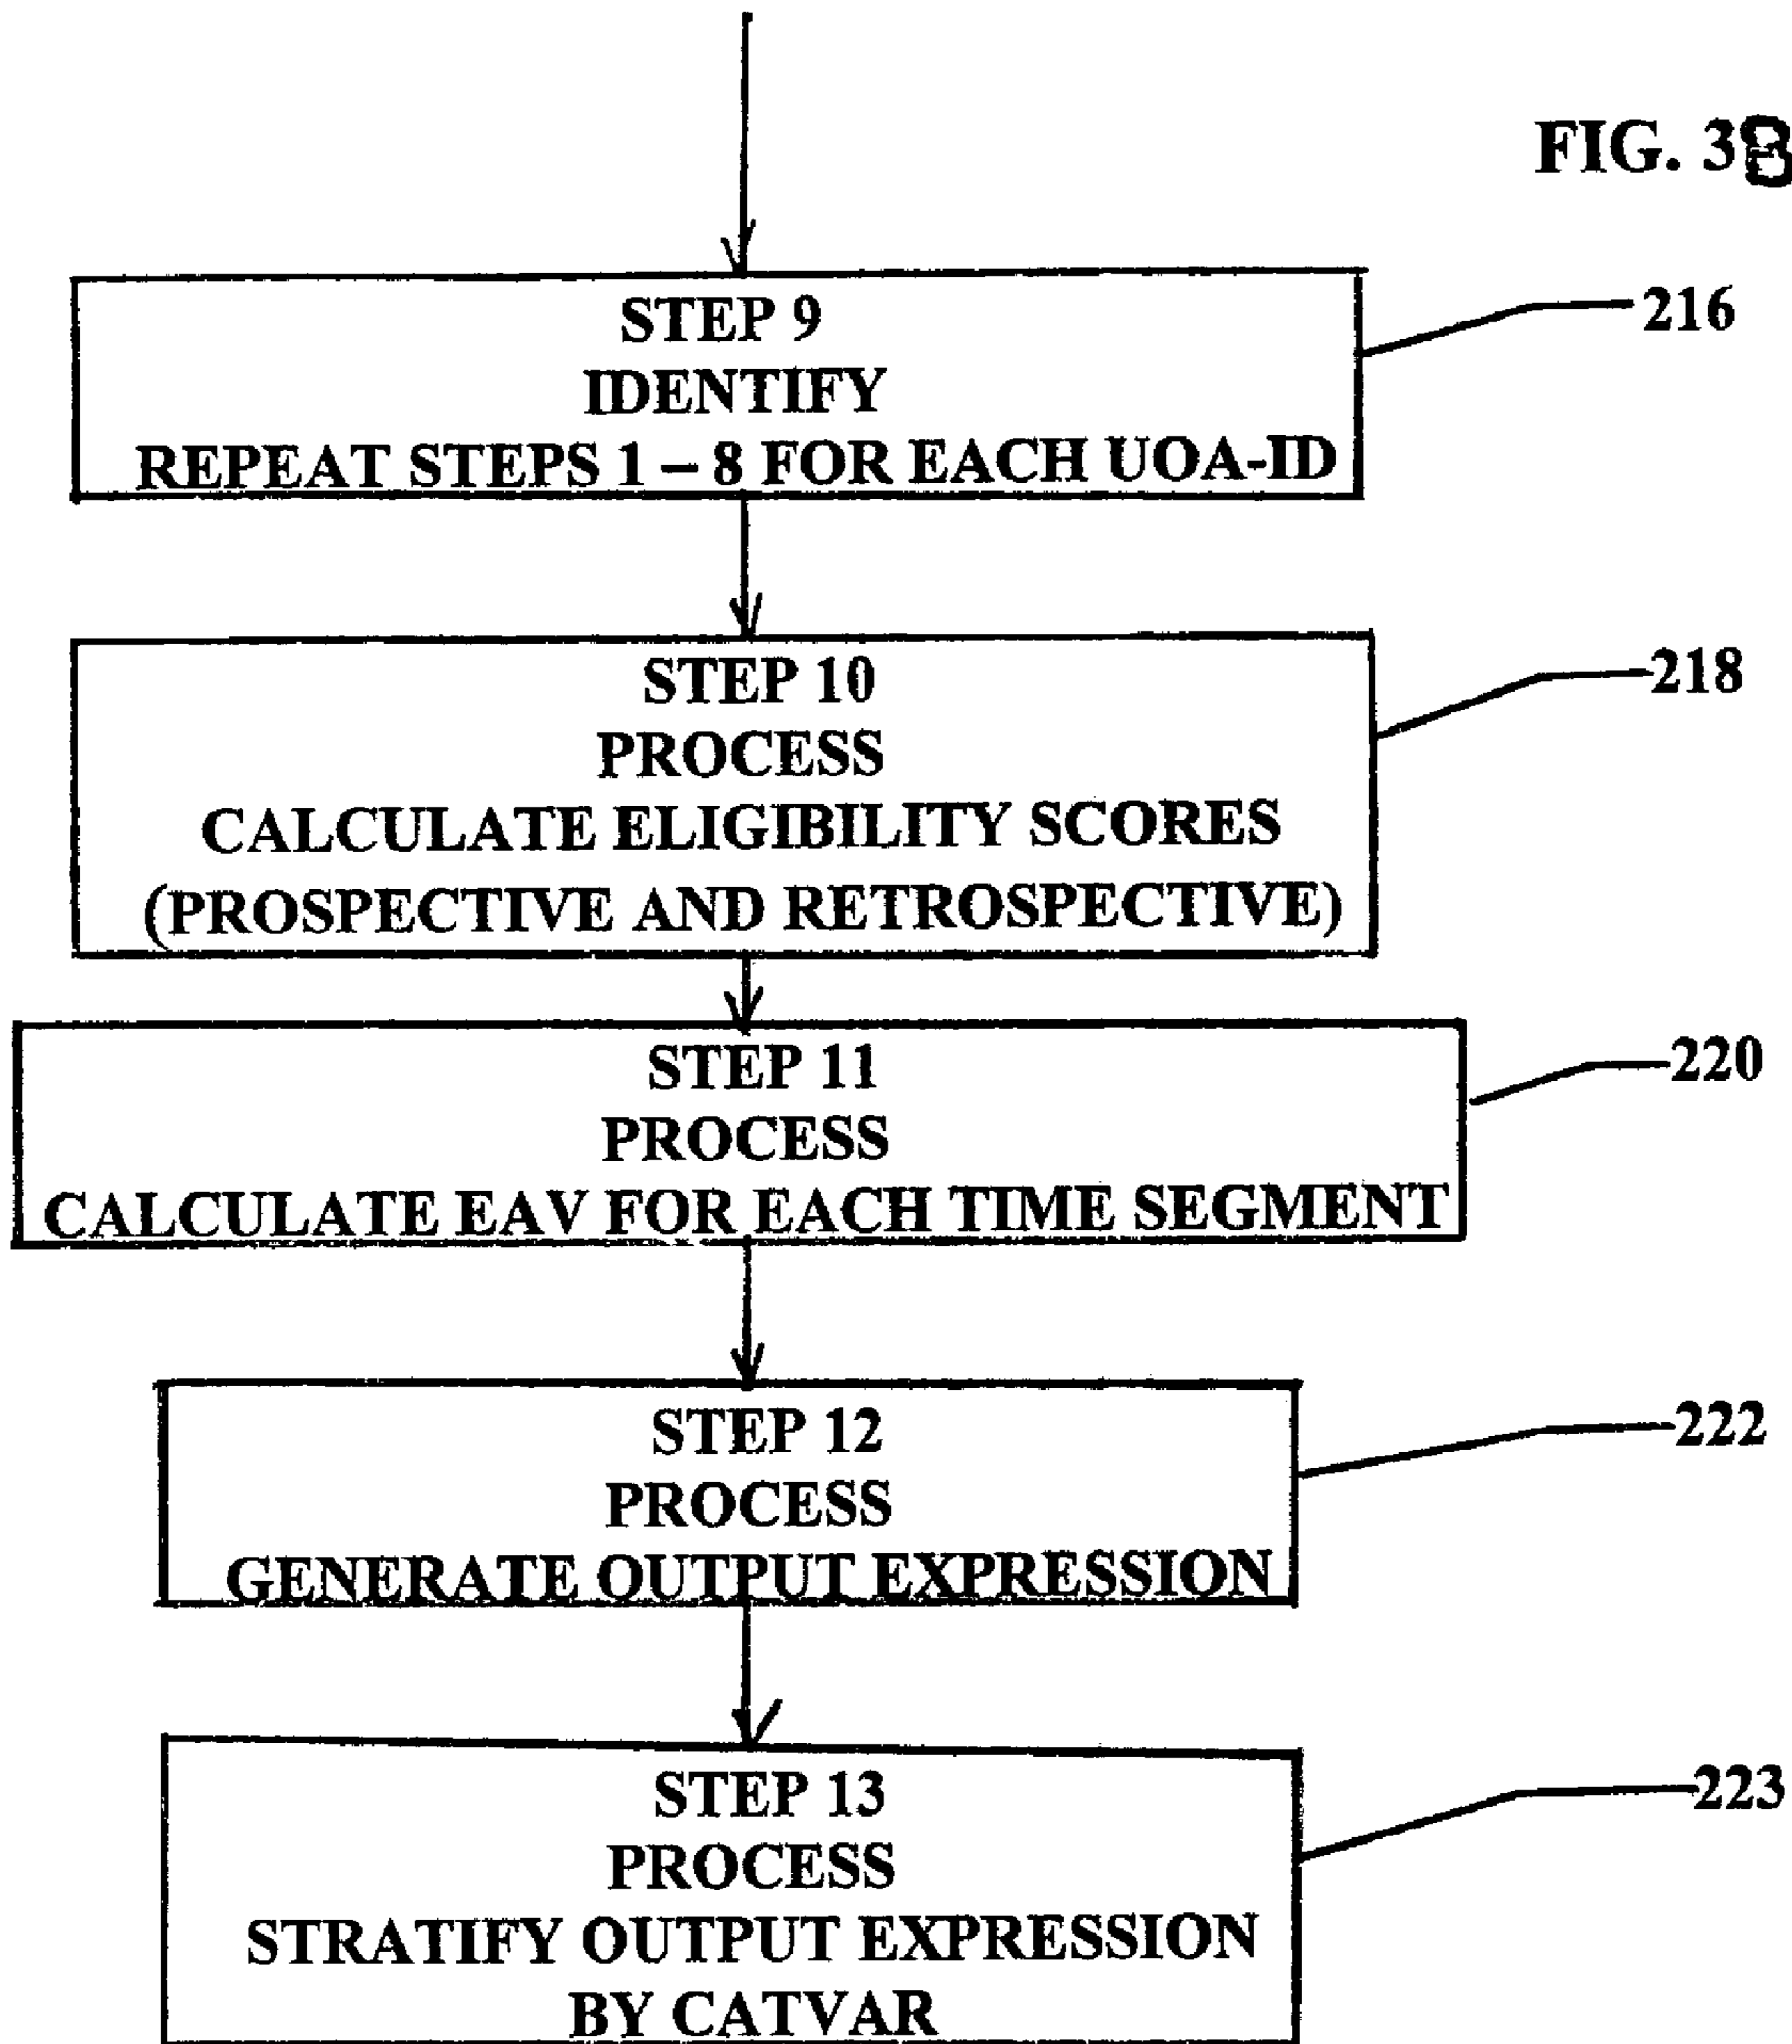 FIG. 3B
STEP 9
IDENTIFY
REPEAT STEPS 1 – 8 FOR EACH UOA-ID
216
STEP 10
PROCESS
CALCULATE ELIGIBILITY SCORES
(PROSPECTIVE AND RETROSPECTIVE)
218
STEP 11
PROCESS
CALCULATE EAV FOR EACH TIME SEGMENT
220
STEP 12
PROCESS
GENERATE OUTPUT EXPRESSION
222
STEP 13
PROCESS
STRATIFY OUTPUT EXPRESSION
BY CATVAR
223